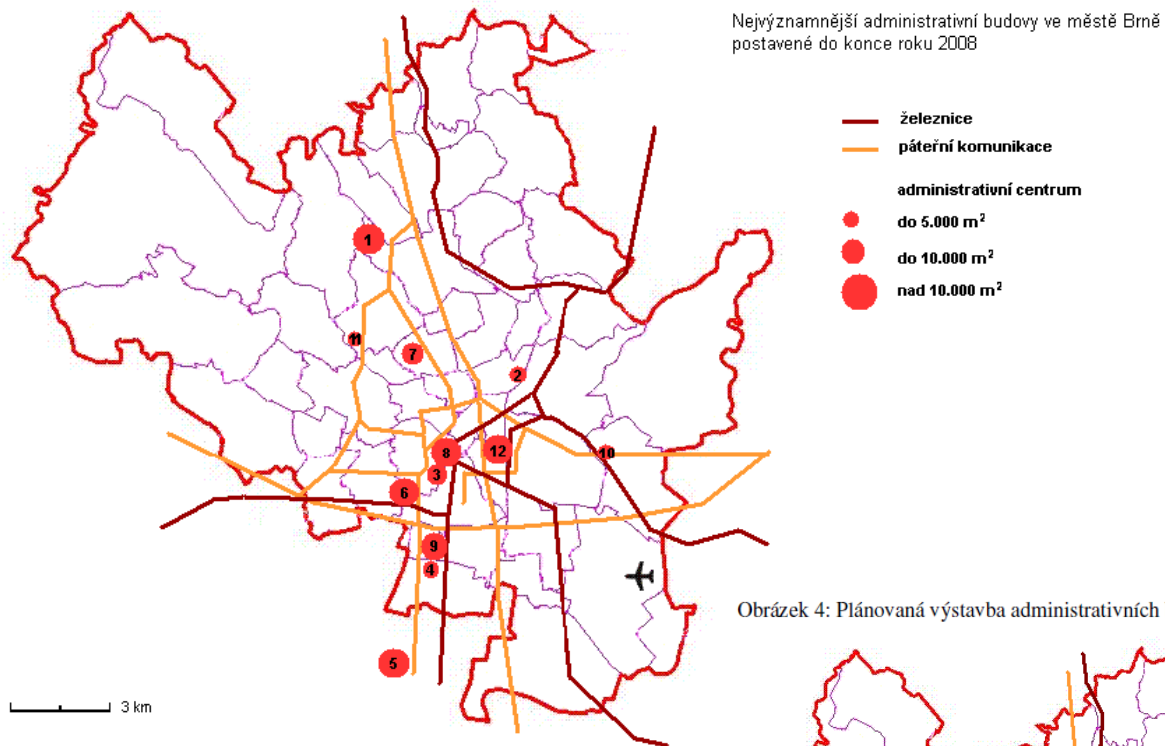 Nejvýznamnější administrativní budovy ve městě Brně
postavené do konce roku 2008
železnice
páteřní komunikace
administrativní centrum
do 5.000 m²
do 10.000 m²
nad 10.000 m²
1
11
7
2
8
12
10
3
6
9
4
5
3 km
Obrázek 4: Plánovaná výstavba administrativních